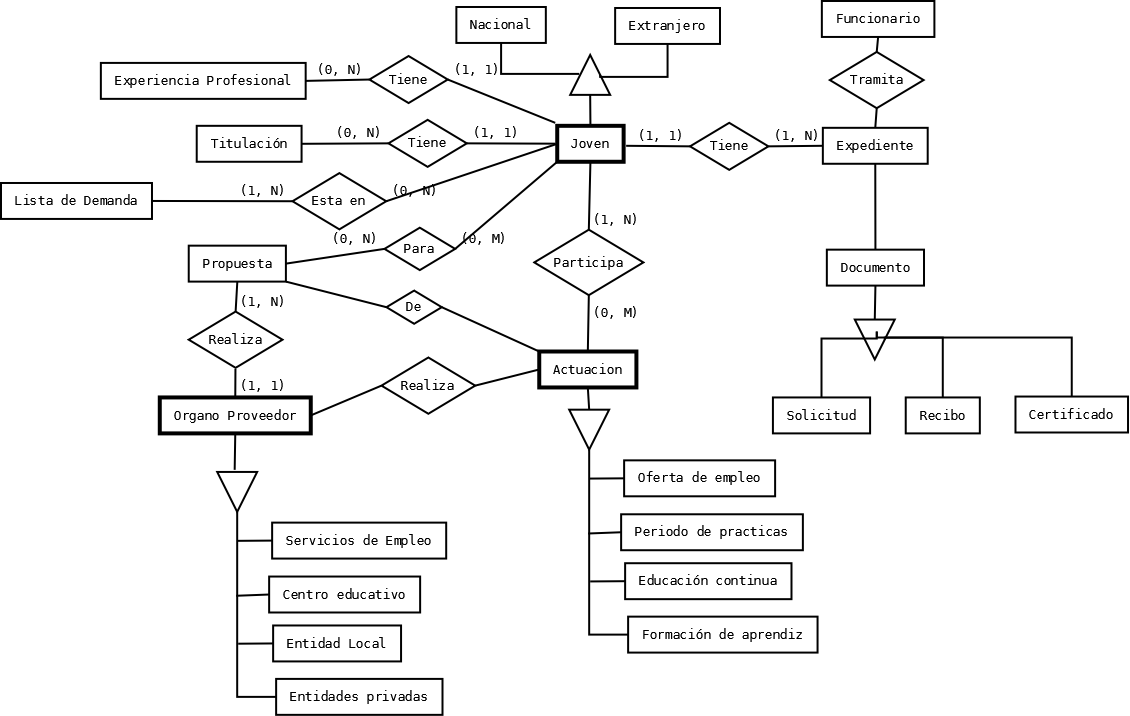 Nacional
Extranjero
Funcionario
Experiencia Profesional
(0, N)
Tiene
(1, 1)
Tramita
Titulación
(0, N)
Tiene
(1, 1)
Joven
(1, 1)
Tiene
(1, N)
Expediente
Lista de Demanda
(1, N)
Esta en
(0, N)
(1, N)
Propuesta
(0, N)
Para
(0, M)
Participa
Documento
(1, N)
De
(0, M)
Realiza
Actuacion
(1, 1)
Realiza
Organo Proveedor
Solicitud
Recibo
Certificado
Oferta de empleo
Periodo de practicas
Servicios de Empleo
Educación continua
Centro educativo
Formación de aprendiz
Entidad Local
Entidades privadas